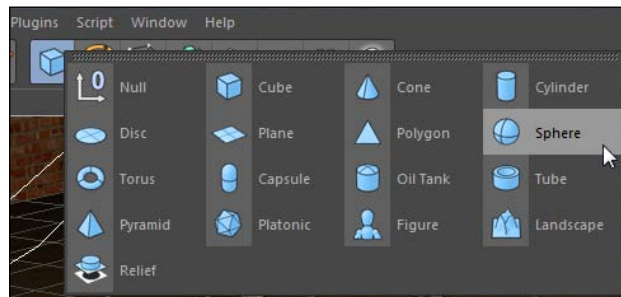 Plugins Script Window Help
Null Cube Cone Cylinder
Disc Plane Polygon Sphere
Torus Capsule Oil Tank Tube
Pyramid Platonic Figure Landscape
Relief